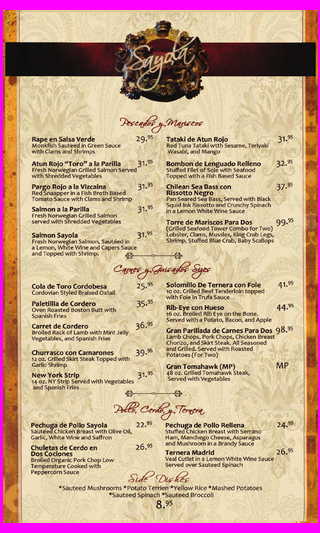 Sayola
Pescados y Mariscos
Rape en Salsa Verde 29.95
Monkfish Sauteed in Green Sauce
with Clams and Shrimps
Atun Rojo "Toro" a la Parilla 31.95
Fresh Norwegian Grilled Salmon Served
with Shredded Vegetables
Pargo Rojo a la Vizcaina 31.95
Red Snapper in a Fish Broth Based
Tomato Sauce with Clams and Shrimp
Salmon a la Parilla 31.95
Fresh Norwegian Grilled Salmon
served with Shredded Vegetables
Salmon Sayola 31.95
Fresh Norwegian Salmon, Sauteed in
a Lemon, White Wine and Capers Sauce
and Topped with Shrimp.
Tataki de Atun Rojo 31.95
Red Tuna Tataki with Sesame, Teriyaki
Wasabi, and Mango
Bombon de Lenguado Relleno 32.95
Stuffed Filet of Sole with Seafood
Topped with a Fish Based Sauce
Chilean Sea Bass con 37.95
Rissoto Negro
Pan Seared Sea Bass, Served with Black
Squid Ink Risotto and Crunchy Spinach
in a Lemon White Wine Sauce
Torre de Mariscos Para Dos 99.95
(Grilled Seafood Tower Combo for Two)
Lobster, Clams, Mussles, King Crab Legs,
Shrimp, Stuffed Blue Crab, Baby Scallops
Carnes y Guisados Suyos
Cola de Toro Cordobesa 25.95
Cordovian Styled Braised Oxtail
Paletillia de Cordero 35.95
Oven Roasted Boston Butt with
Spanish Fries
Carret de Cordero 36.95
Broiled Rack of Lamb with Mint Jelly
Vegetables, and Spanish Fries
Churrasco con Camarones 39.95
12 oz. Grilled Skirt Steak Topped with
Garlic Shrimp
New York Strip 31.95
14 oz. NY Strip Served with Vegetables
and Spanish Fries
Solomillo De Ternera con Foie 41.95
10 oz. Grilled Beef Tenderloin topped
with Foie in Trufa Sauce
Rib-Eye con Hueso 44.95
16 oz. Broiled Rib Eye on the Bone.
Served with a Potato, Bacon, and Apple
Gran Parillada de Carnes Para Dos 98.95
Lamb Chops, Pork Chops, Chicken Breast
Chorizo, and Skirt Steak, All Seasoned
and Grilled, Served with Roasted
Potatoes (For Two)
Gran Tomahawk (MP) MP
48 oz. Grilled Tomahawk Steak,
Served with Vegetables
Pollo, Cerdo y Ternera
Pechuga de Pollo Sayola 22.95
Sauteed Chicken Breast with Olive Oil,
Garlic, White Wine and Saffron
Chuletas de Cerdo en 26.95
Dos Cociones
Broiled Organic Pork Chop Low
Temperature Cooked with
Peppercorn Sauce
Pechuga de Pollo Rellena 24.95
Stuffed Chicken Breast with Serrano
Ham, Manchego Cheese, Asparagus
and Mushroom in a Brandy Sauce
Ternera Madrid 26.95
Veal Cutlet in a Lemon White Wine Sauce
Served over Sauteed Spinach
Side Dishes
*Sauteed Mushrooms *Potato Terrien *Yellow Rice *Mashed Potatoes
*Sauteed Spinach *Sauteed Broccoli
8.95